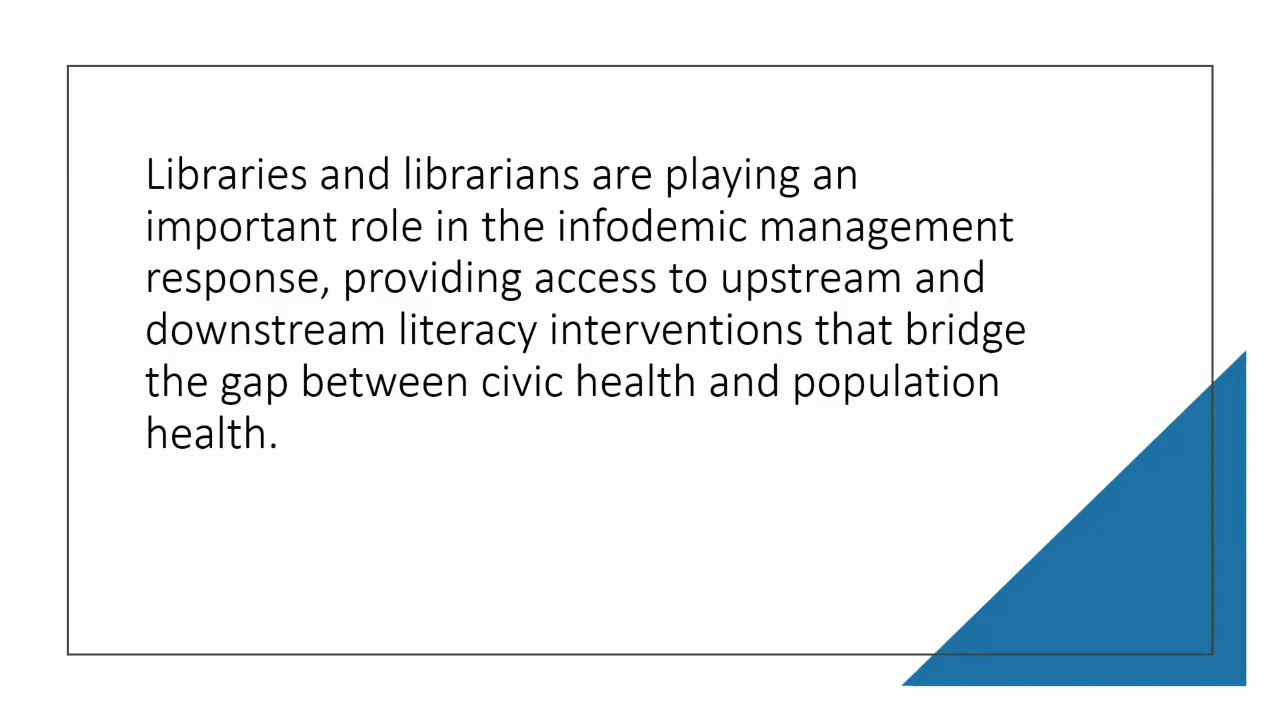 Libraries and librarians are playing an
important role in the infodemic management
response, providing access to upstream and
downstream literacy interventions that bridge
the gap between civic health and population
health.